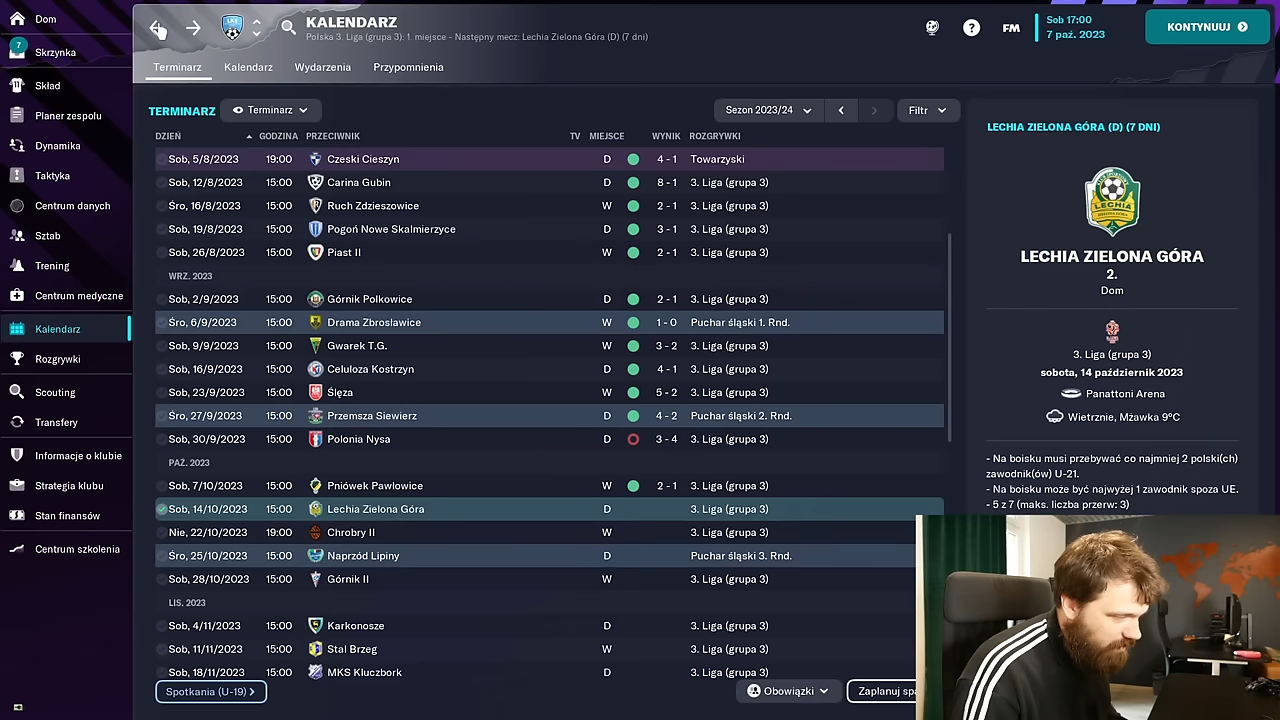 Dom
7
Skrzynka
Skład
Planer zespołu
Dynamika
Taktyka
Centrum danych
Sztab
Trening
Centrum medyczne
Kalendarz
Rozgrywki
Scouting
Transfery
Informacje o klubie
Strategia klubu
Stan finansów
Centrum szkolenia
KALENDARZ
Polska 3. Liga (grupa 3): 1. miejsce - Następny mecz: Lechia Zielona Góra (D) (7 dni)
? FM
Sob 17:00
7 paź. 2023
KONTYNUUJ
Terminarz Kalendarz Wydarzenia Przypomnienia
TERMINARZ Terminarz Sezon 2023/24 Filtr
DZIEŃ GODZINA PRZECIWNIK TV MIEJSCE WYNIK ROZGRYWKI
Sob, 5/8/2023 19:00 Czeski Cieszyn D 4 - 1 Towarzyski
Sob, 12/8/2023 15:00 Carina Gubin D 8 - 1 3. Liga (grupa 3)
Śro, 16/8/2023 15:00 Ruch Zdzieszowice W 2 - 1 3. Liga (grupa 3)
Sob, 19/8/2023 15:00 Pogoń Nowe Skalmierzyce D 3 - 1 3. Liga (grupa 3)
Sob, 26/8/2023 15:00 Piast II W 2 - 1 3. Liga (grupa 3)
WRZ. 2023
Sob, 2/9/2023 15:00 Górnik Polkowice D 2 - 1 3. Liga (grupa 3)
Śro, 6/9/2023 15:00 Drama Zbrosławice W 1 - 0 Puchar śląski 1. Rnd.
Sob, 9/9/2023 15:00 Gwarek T.G. W 3 - 2 3. Liga (grupa 3)
Sob, 16/9/2023 15:00 Celuloza Kostrzyn D 4 - 1 3. Liga (grupa 3)
Sob, 23/9/2023 15:00 Ślęza W 5 - 2 3. Liga (grupa 3)
Śro, 27/9/2023 15:00 Przemsza Siewierz D 4 - 2 Puchar śląski 2. Rnd.
Sob, 30/9/2023 15:00 Polonia Nysa D 3 - 4 3. Liga (grupa 3)
PAŹ. 2023
Sob, 7/10/2023 15:00 Pniówek Pawłowice W 2 - 1 3. Liga (grupa 3)
Sob, 14/10/2023 15:00 Lechia Zielona Góra D 3. Liga (grupa 3)
Nie, 22/10/2023 19:00 Chrobry II W 3. Liga (grupa 3)
Śro, 25/10/2023 15:00 Naprzód Lipiny D Puchar śląski 3. Rnd.
Sob, 28/10/2023 15:00 Górnik II W 3. Liga (grupa 3)
LIS. 2023
Sob, 4/11/2023 15:00 Karkonosze D 3. Liga (grupa 3)
Sob, 11/11/2023 15:00 Stal Brzeg W 3. Liga (grupa 3)
Sob, 18/11/2023 15:00 MKS Kluczbork D 3. Liga (grupa 3)
Spotkania (U-19) Obowiązki Zaplanuj spa
LECHIA ZIELONA GÓRA (D) (7 DNI)
LECHIA
LECHIA ZIELONA GÓRA
2.
Dom
3. Liga (grupa 3)
sobota, 14 październik 2023
Panattoni Arena
Wietrznie, Mżawka 9°C
- Na boisku musi przebywać co najmniej 2 polski(ch)
zawodnik(ów) U-21.
- Na boisku może być najwyżej 1 zawodnik spoza UE.
- 5 z 7 (maks. liczba przerw: 3)